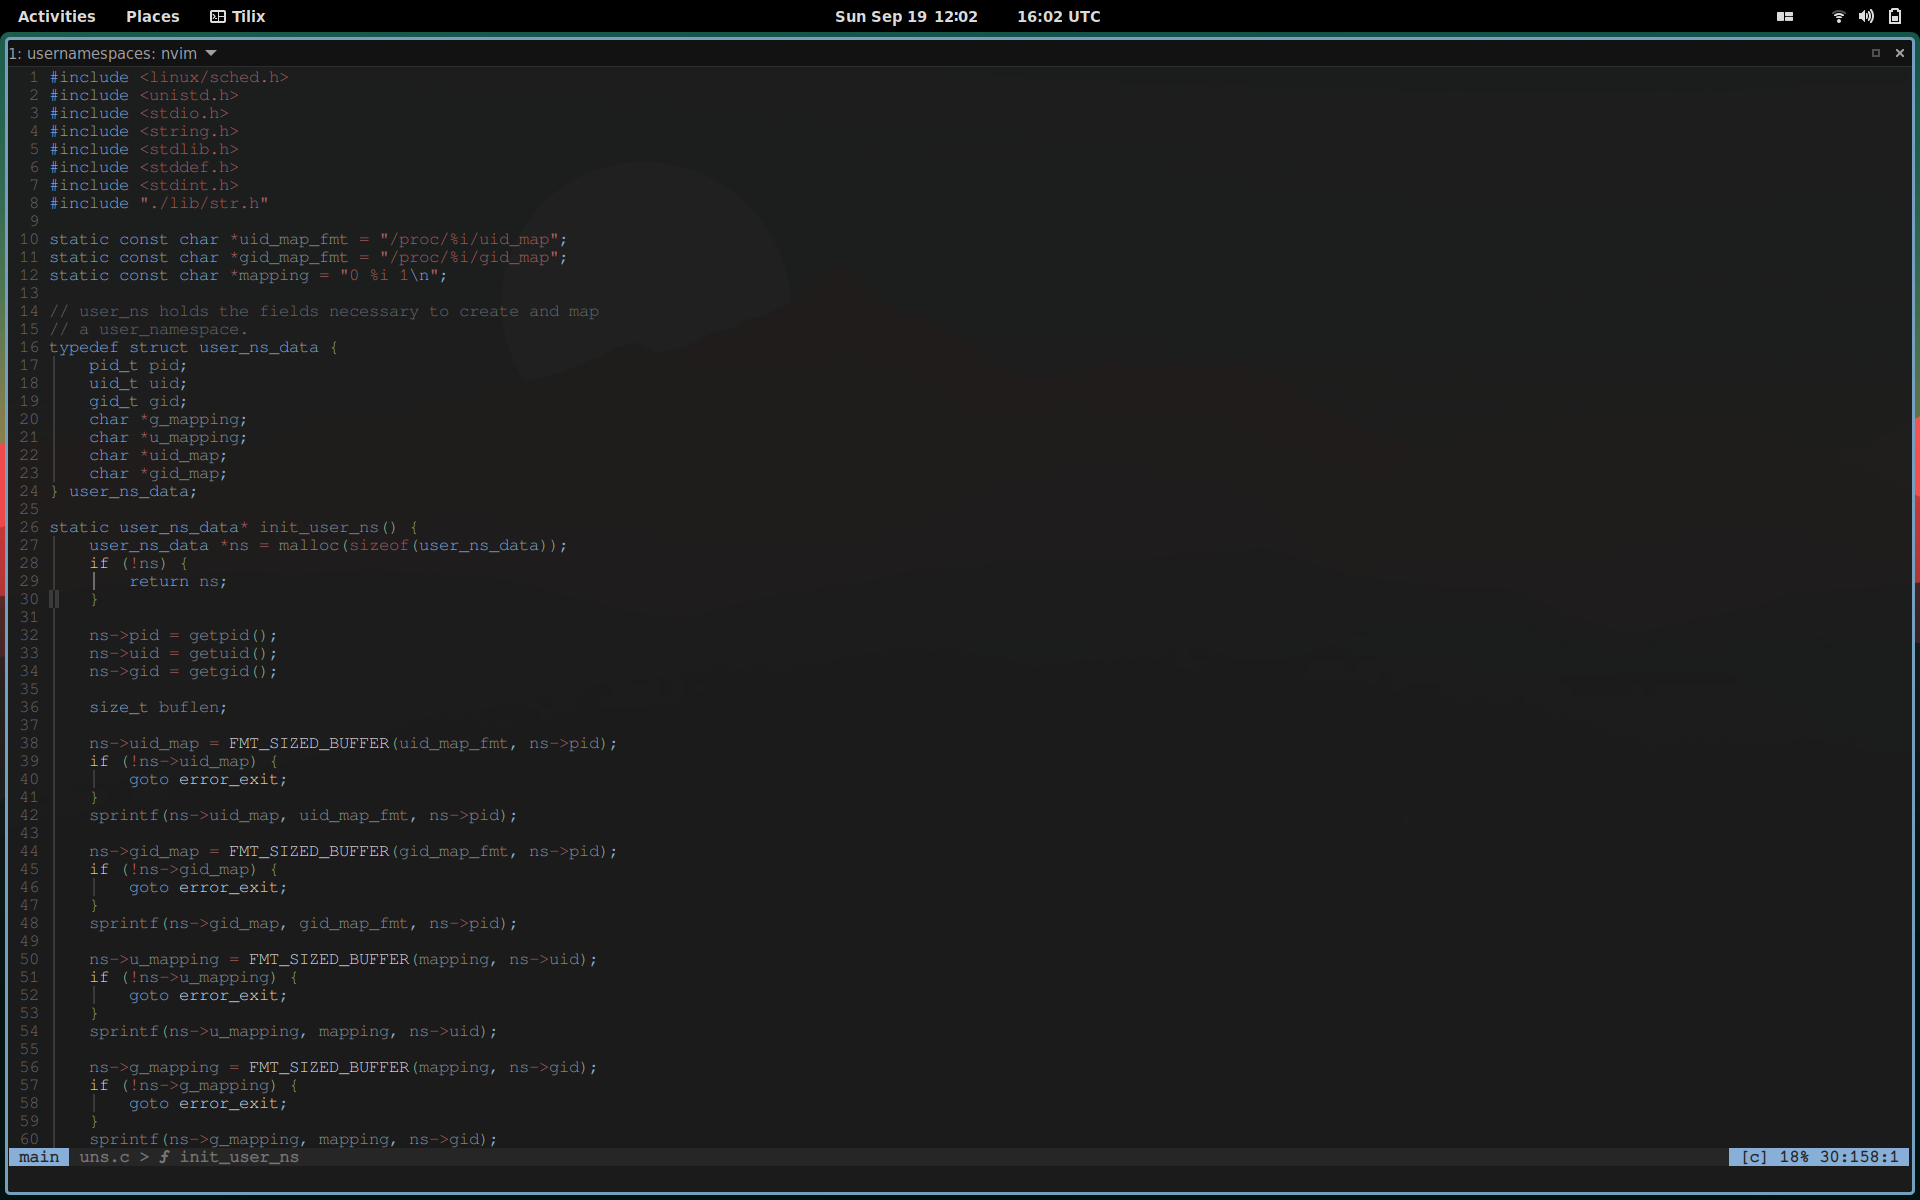 Activities Places Tilix Sun Sep 19 12:02 16:02 UTC
1: usernamespaces: nvim
1 #include <linux/sched.h>
2 #include <unistd.h>
3 #include <stdio.h>
4 #include <string.h>
5 #include <stdlib.h>
6 #include <stddef.h>
7 #include <stdint.h>
8 #include "./lib/str.h"
9
10 static const char *uid_map_fmt = "/proc/%i/uid_map";
11 static const char *gid_map_fmt = "/proc/%i/gid_map";
12 static const char *mapping = "0 %i 1\n";
13
14 // user_ns holds the fields necessary to create and map
15 // a user_namespace.
16 typedef struct user_ns_data {
17     pid_t pid;
18     uid_t uid;
19     gid_t gid;
20     char *g_mapping;
21     char *u_mapping;
22     char *uid_map;
23     char *gid_map;
24 } user_ns_data;
25
26 static user_ns_data* init_user_ns() {
27     user_ns_data *ns = malloc(sizeof(user_ns_data));
28     if (!ns) {
29         return ns;
30     }
31
32     ns->pid = getpid();
33     ns->uid = getuid();
34     ns->gid = getgid();
35
36     size_t buflen;
37
38     ns->uid_map = FMT_SIZED_BUFFER(uid_map_fmt, ns->pid);
39     if (!ns->uid_map) {
40         goto error_exit;
41     }
42     sprintf(ns->uid_map, uid_map_fmt, ns->pid);
43
44     ns->gid_map = FMT_SIZED_BUFFER(gid_map_fmt, ns->pid);
45     if (!ns->gid_map) {
46         goto error_exit;
47     }
48     sprintf(ns->gid_map, gid_map_fmt, ns->pid);
49
50     ns->u_mapping = FMT_SIZED_BUFFER(mapping, ns->uid);
51     if (!ns->u_mapping) {
52         goto error_exit;
53     }
54     sprintf(ns->u_mapping, mapping, ns->uid);
55
56     ns->g_mapping = FMT_SIZED_BUFFER(mapping, ns->gid);
57     if (!ns->g_mapping) {
58         goto error_exit;
59     }
60     sprintf(ns->g_mapping, mapping, ns->gid);
main uns.c > ƒ init_user_ns [c] 18% 30:158:1